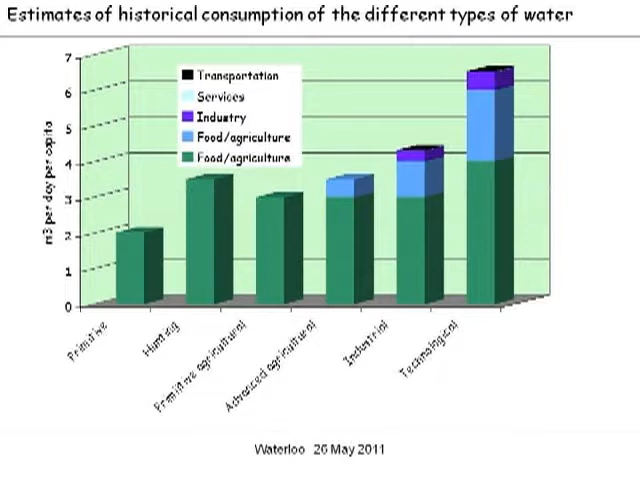 Estimates of historical consumption of the different types of water
7
6
5
4
3
2
1
0
m3 per day per capita
Transportation
Services
Industry
Food/agriculture
Food/agriculture
Primitive
Hunting
Primitive agricultural
Advanced agricultural
Industrial
Technological
Waterloo 26 May 2011